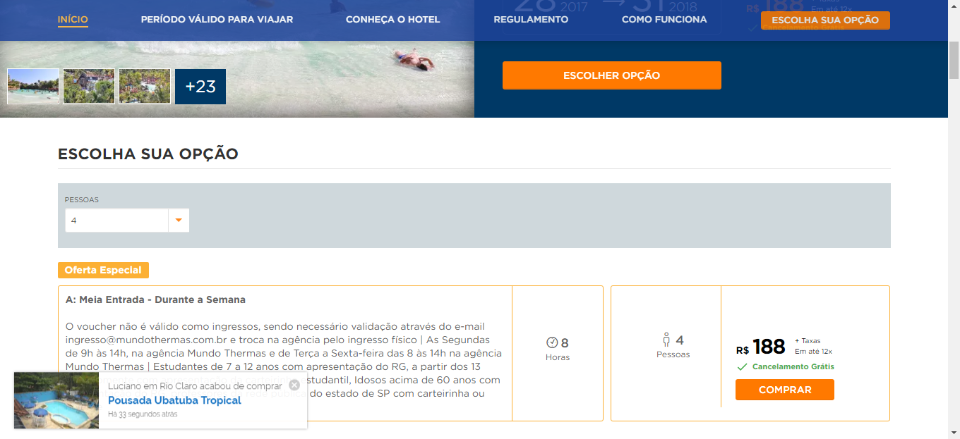 INÍCIO
PERÍODO VÁLIDO PARA VIAJAR
CONHEÇA O HOTEL
REGULAMENTO
COMO FUNCIONA
ESCOLHA SUA OPÇÃO
28 2017 → 31 2018
R$ 188 Em até 12x
+23
ESCOLHER OPÇÃO
ESCOLHA SUA OPÇÃO
PESSOAS
4
Oferta Especial
A: Meia Entrada - Durante a Semana
O voucher não é válido como ingressos, sendo necessário validação através do e-mail
ingresso@mundothermas.com.br e troca na agência pelo ingresso físico | As Segundas
de 9h às 14h, na agência Mundo Thermas e de Terça a Sexta-feira das 8 às 14h na agência
Mundo Thermas | Estudantes de 7 a 12 anos com apresentação do RG, a partir dos 13
studantil, Idosos acima de 60 anos com
do estado de SP com carteirinha ou
8
Horas
4
Pessoas
R$ 188
+ Taxas
Em até 12x
Cancelamento Grátis
COMPRAR
Luciano em Rio Claro acabou de comprar
Pousada Ubatuba Tropical
Há 33 segundos atrás